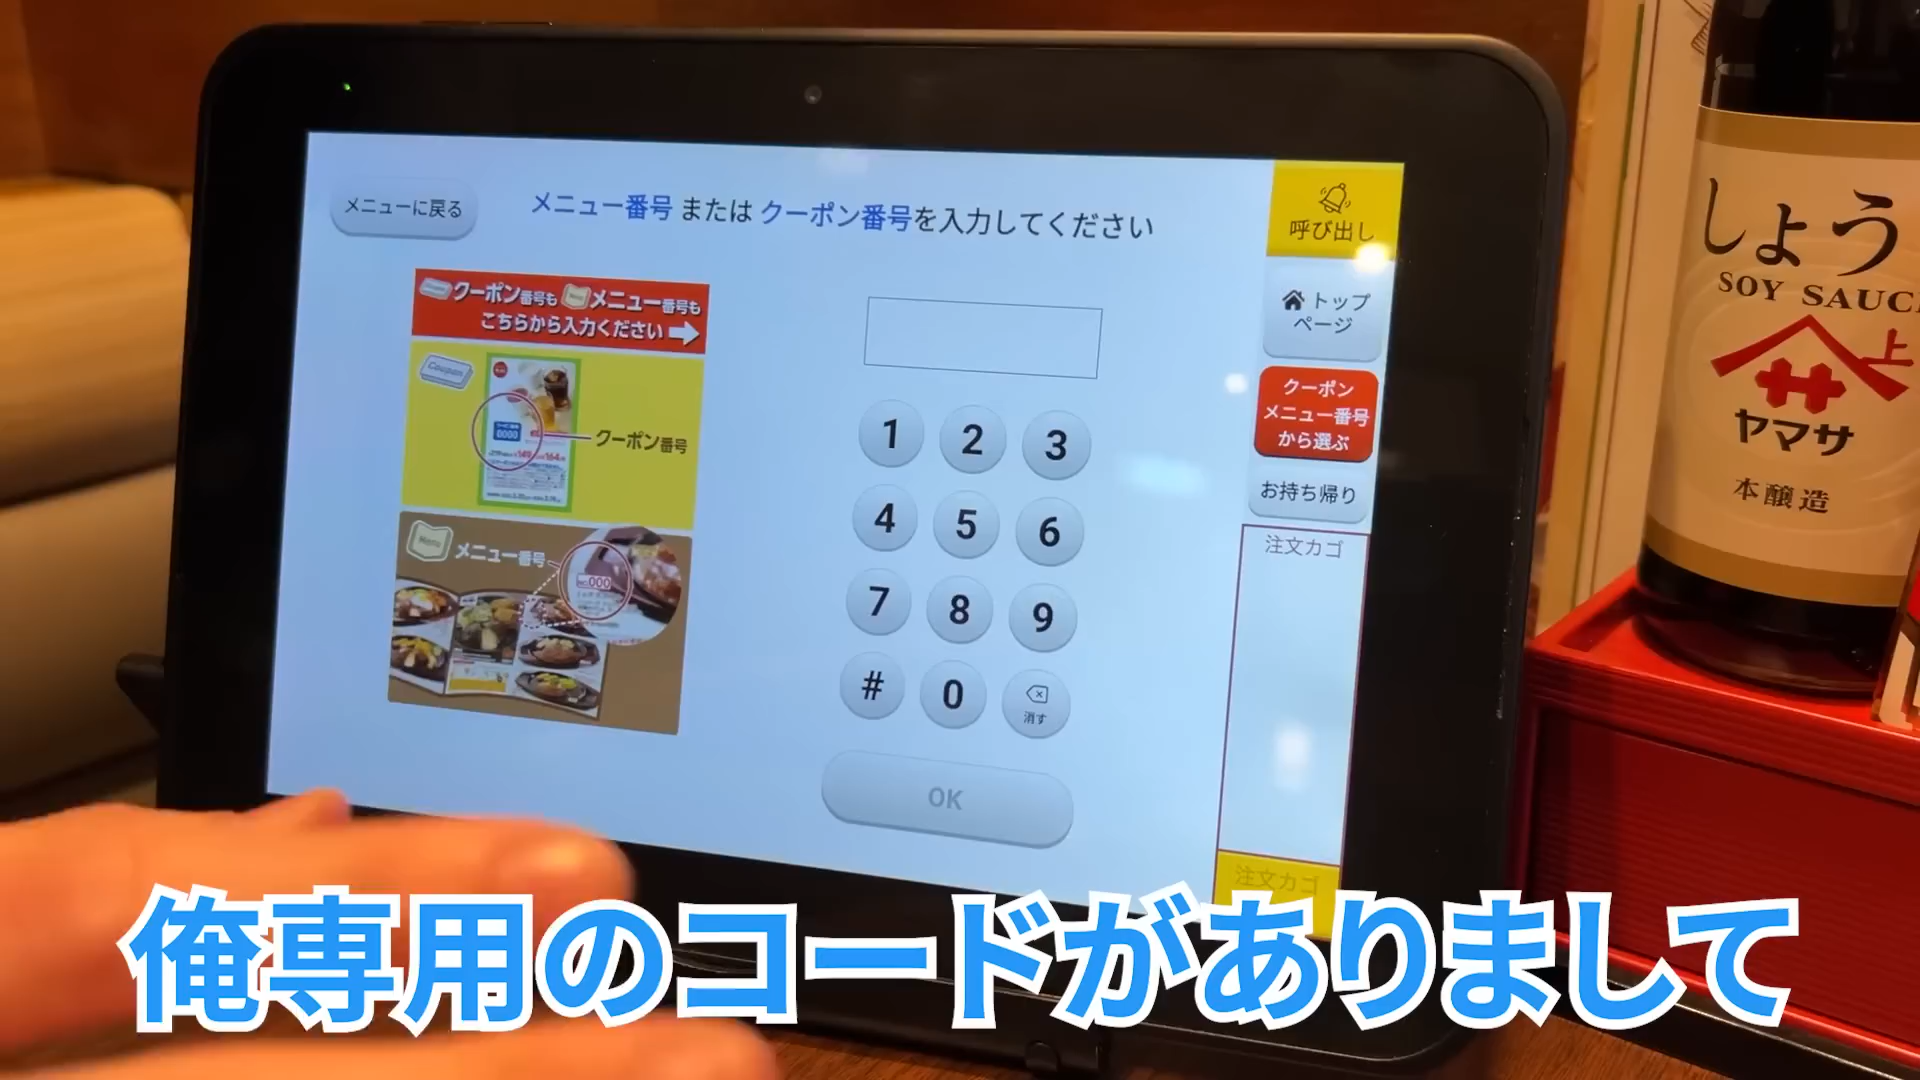 メニューに戻る
メニュー番号 または クーポン番号を入力してください
呼び出し
トップ
ページ
クーポン
メニュー番号
から選ぶ
お持ち帰り
注文カゴ
注文カゴ
クーポン番号も メニュー番号も
こちらから入力ください
Coupon
0000
クーポン番号
Menu
メニュー番号
NO.000
1 2 3
4 5 6
7 8 9
# 0
消す
OK
しょう
SOY SAUC
上
ヤマサ
本醸造
俺専用のコードがありまして